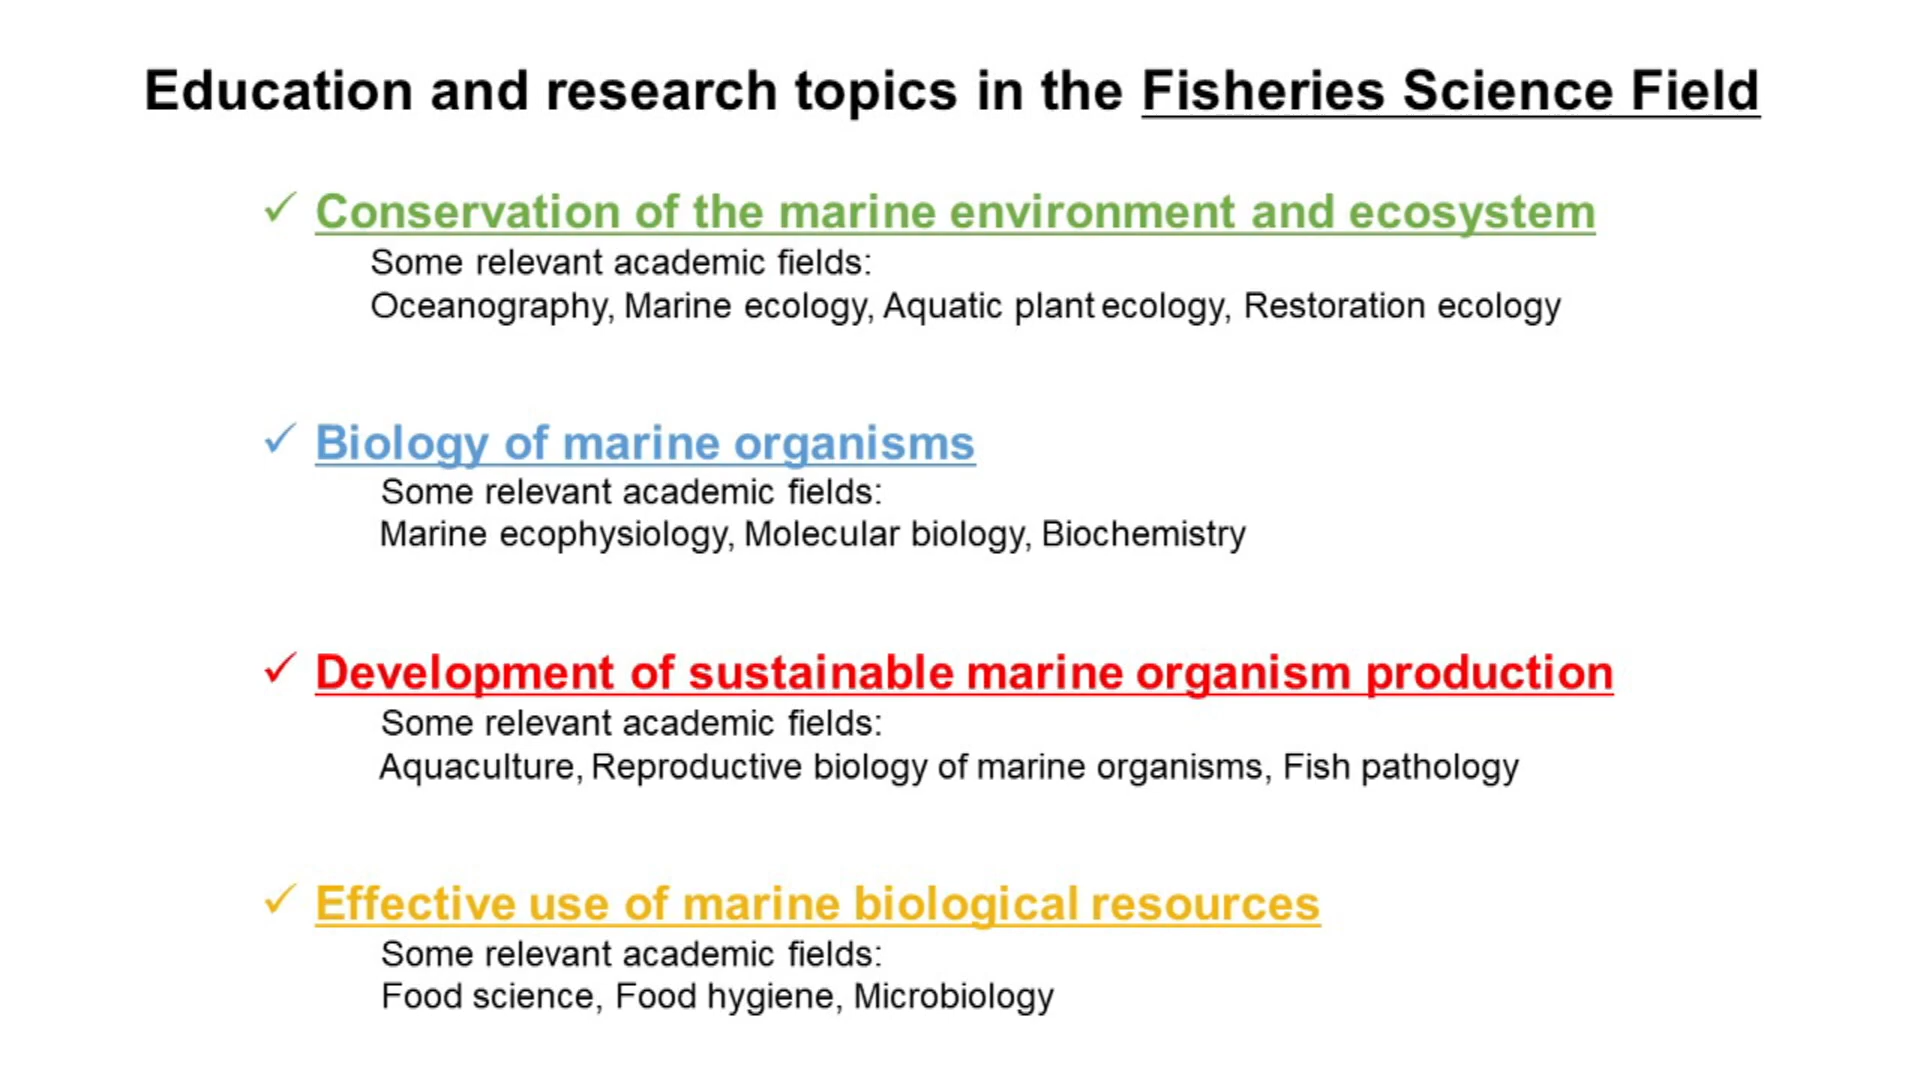 Education and research topics in the Fisheries Science Field
✓ Conservation of the marine environment and ecosystem
Some relevant academic fields:
Oceanography, Marine ecology, Aquatic plant ecology, Restoration ecology
✓ Biology of marine organisms
Some relevant academic fields:
Marine ecophysiology, Molecular biology, Biochemistry
✓ Development of sustainable marine organism production
Some relevant academic fields:
Aquaculture, Reproductive biology of marine organisms, Fish pathology
✓ Effective use of marine biological resources
Some relevant academic fields:
Food science, Food hygiene, Microbiology